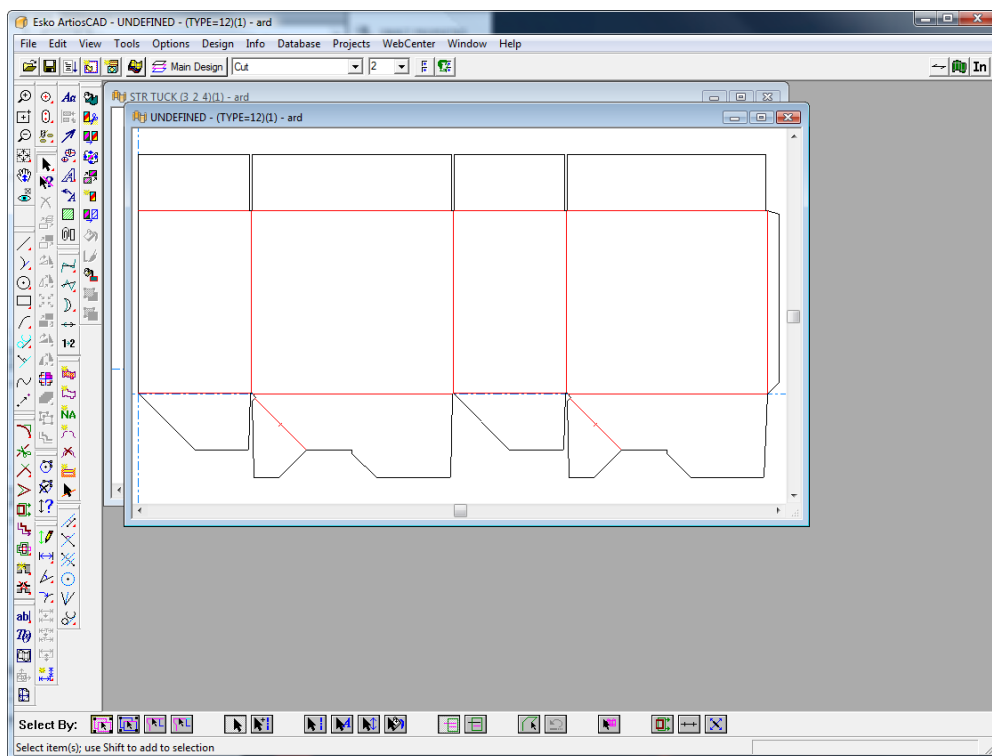 Esko ArtiosCAD - UNDEFINED - (TYPE=12)(1) - ard
File Edit View Tools Options Design Info Database Projects WebCenter Window Help
Main Design Cut 2 In
STR TUCK (3 2 4)(1) - ard
UNDEFINED - (TYPE=12)(1) - ard
1·2
NA
ab|
Select By:
Select item(s); use Shift to add to selection